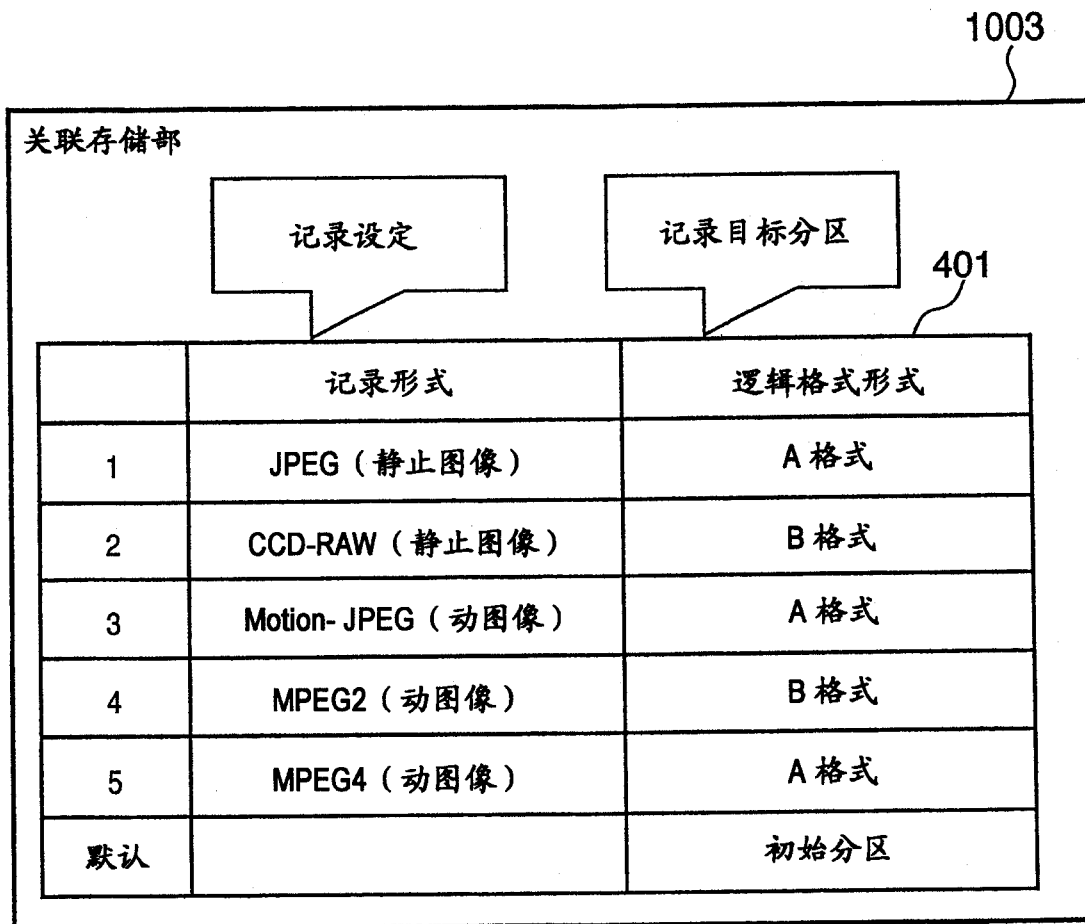 1003
关联存储部
记录设定
记录目标分区
401
记录形式 逻辑格式形式
1 JPEG（静止图像） A 格式
2 CCD-RAW（静止图像） B 格式
3 Motion- JPEG（动图像） A 格式
4 MPEG2（动图像） B 格式
5 MPEG4（动图像） A 格式
默认 初始分区